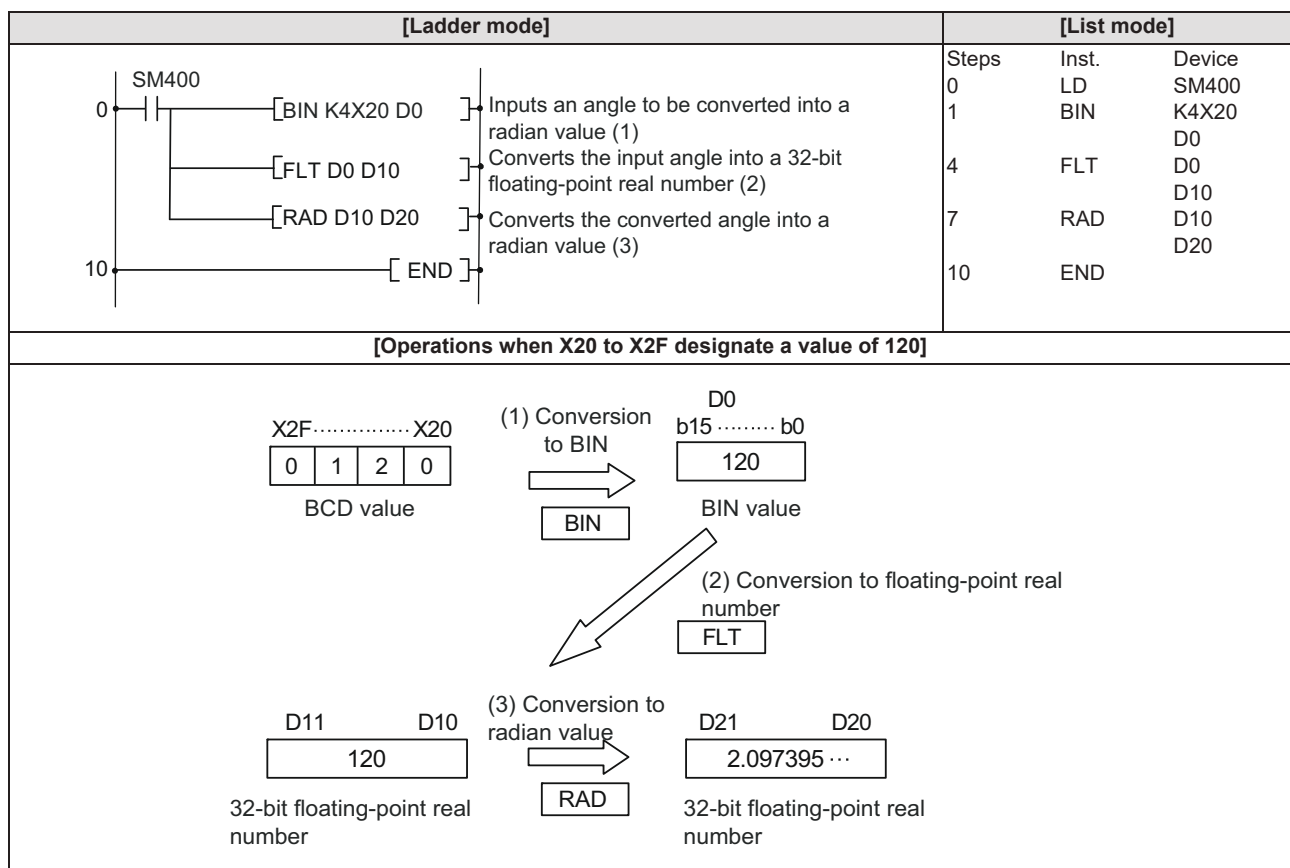 [Ladder mode]
[List mode]
SM400
0
[BIN K4X20 D0 ]
Inputs an angle to be converted into a
radian value (1)
[FLT D0 D10 ]
Converts the input angle into a 32-bit
floating-point real number (2)
[RAD D10 D20 ]
Converts the converted angle into a
radian value (3)
10
[ END ]
Steps Inst. Device
0 LD SM400
1 BIN K4X20
D0
4 FLT D0
D10
7 RAD D10
D20
10 END
[Operations when X20 to X2F designate a value of 120]
X2F··············X20
0 1 2 0
BCD value
(1) Conversion
to BIN
BIN
D0
b15 ········· b0
120
BIN value
(2) Conversion to floating-point real
number
FLT
D11 D10
120
32-bit floating-point real
number
(3) Conversion to
radian value
RAD
D21 D20
2.097395 ···
32-bit floating-point real
number